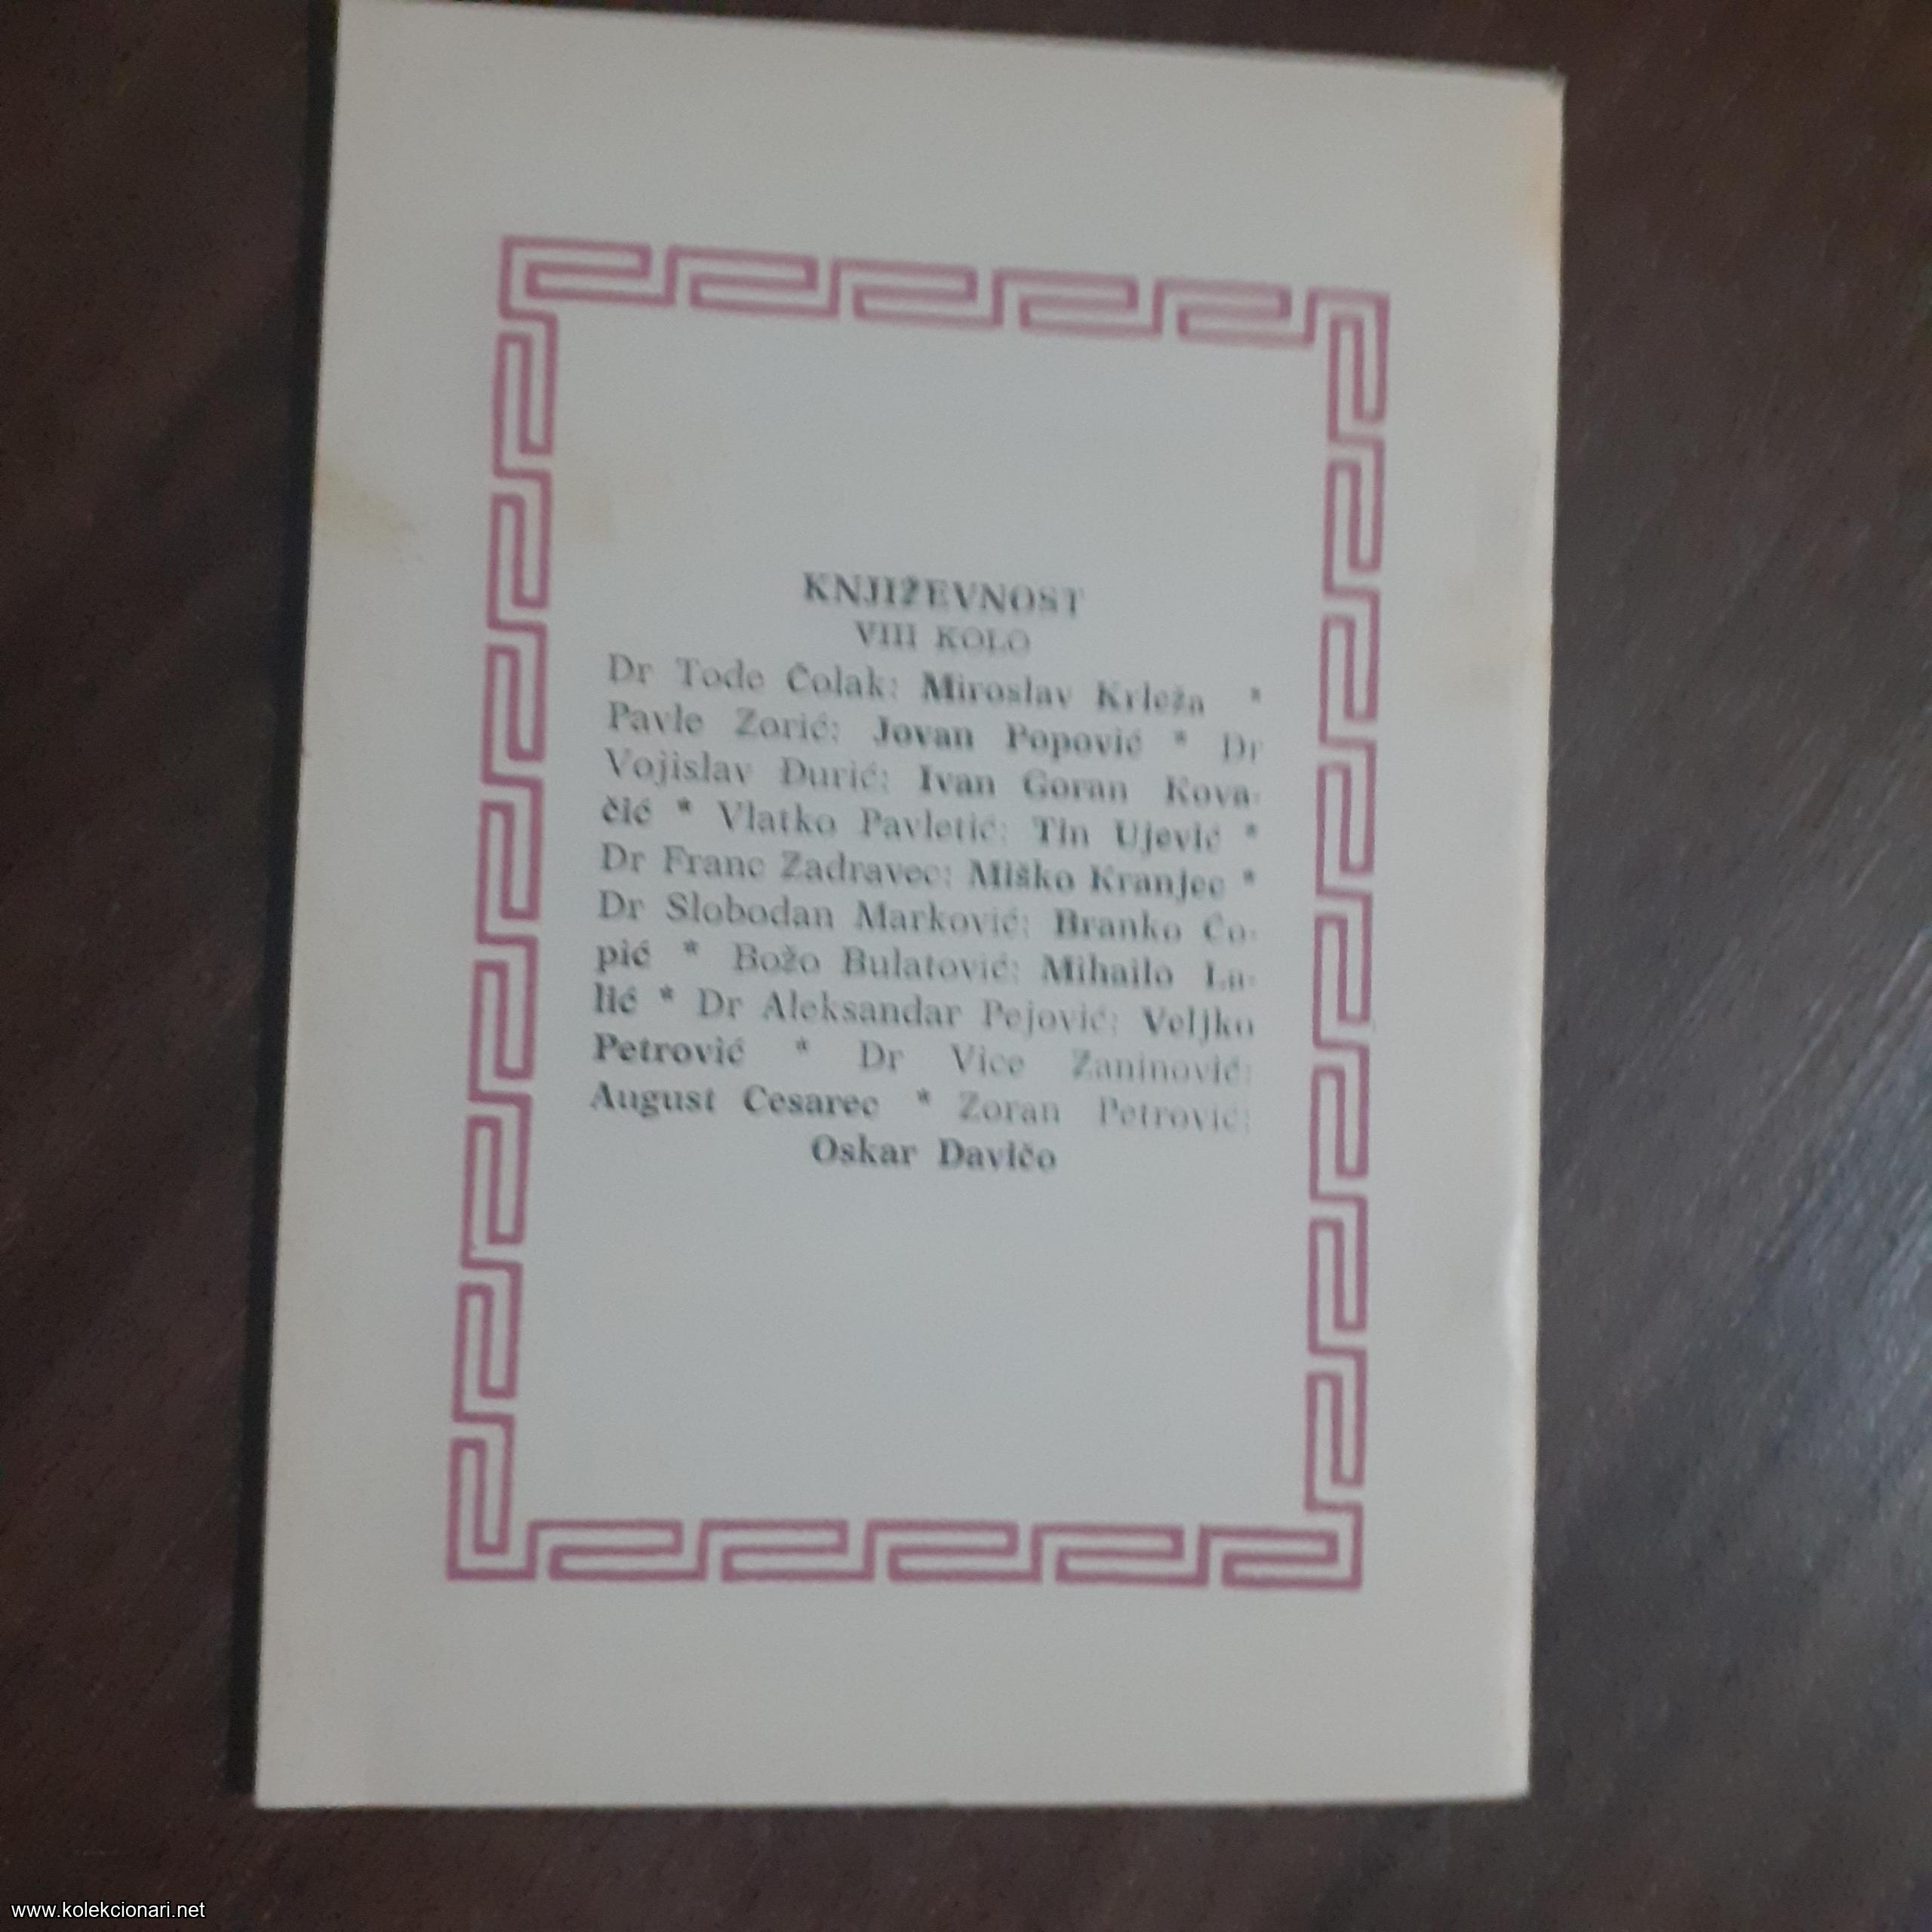 KNJIŽEVNOST
VIII KOLO
Dr Tode Čolak: Miroslav Krleža *
Pavle Zorić: Jovan Popović * Dr
Vojislav Đurić: Ivan Goran Kova-
čić * Vlatko Pavletić: Tin Ujević *
Dr Franc Zadravec: Miško Kranjec *
Dr Slobodan Marković: Branko Ćo-
pić * Božo Bulatović: Mihailo La-
lić * Dr Aleksandar Pejović: Veljko
Petrović * Dr Vice Zaninović:
August Cesarec * Zoran Petrović:
Oskar Davičo
www.kolekcionari.net